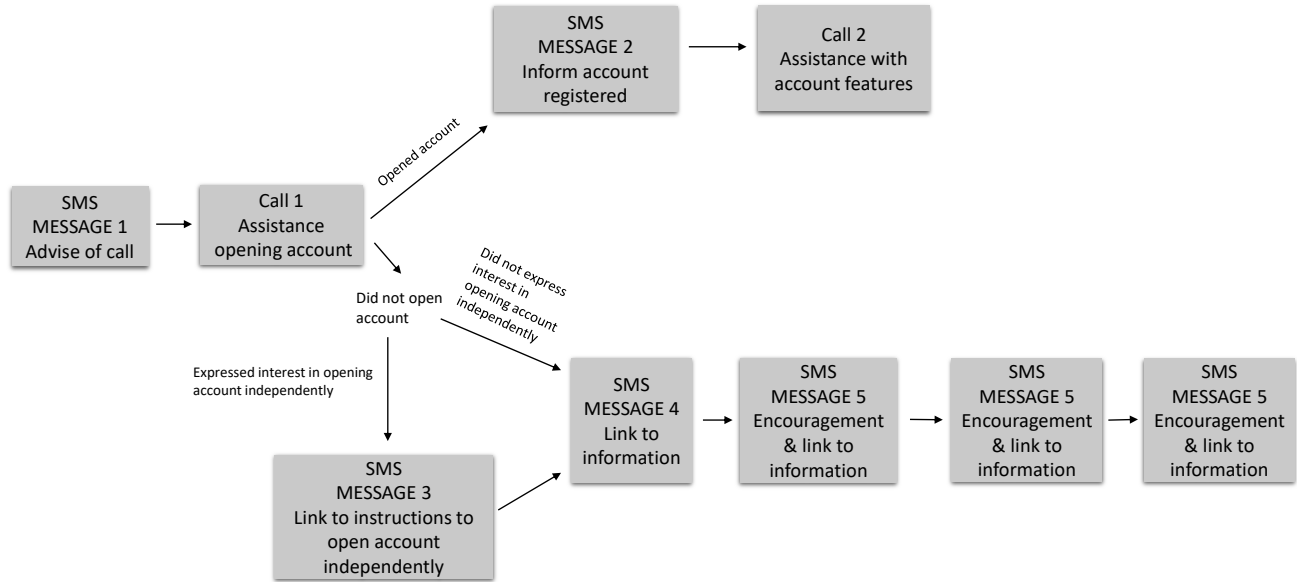 SMS
MESSAGE 2
Inform account
registered
Call 2
Assistance with
account features
Opened account
SMS
MESSAGE 1
Advise of call
Call 1
Assistance
opening account
Did not open
account
Did not express
interest in
opening account
independently
Expressed interest in opening
account independently
SMS
MESSAGE 3
Link to instructions to
open account
independently
SMS
MESSAGE 4
Link to
information
SMS
MESSAGE 5
Encouragement
& link to
information
SMS
MESSAGE 5
Encouragement
& link to
information
SMS
MESSAGE 5
Encouragement
& link to
information